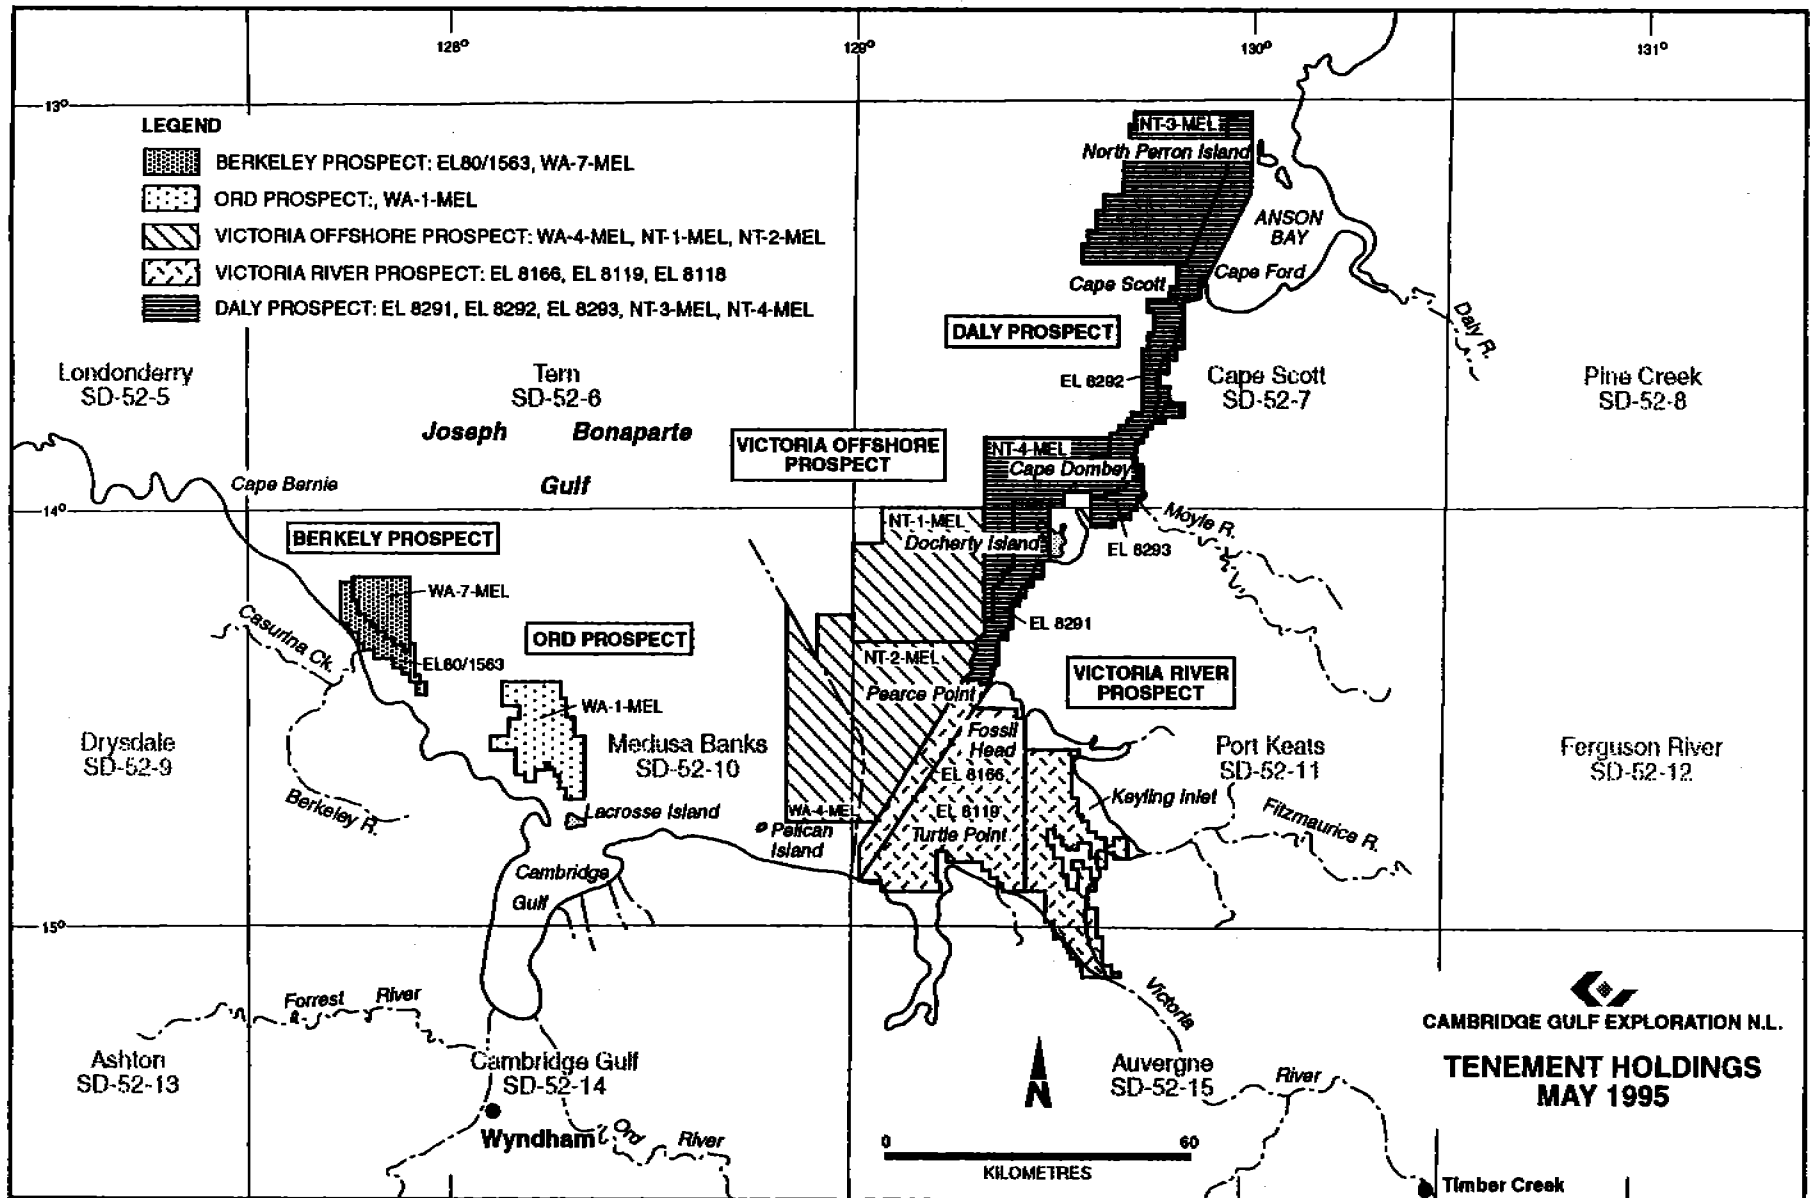 128°
129°
130°
131°
13°
LEGEND
BERKELEY PROSPECT: EL80/1563, WA-7-MEL
ORD PROSPECT:, WA-1-MEL
VICTORIA OFFSHORE PROSPECT: WA-4-MEL, NT-1-MEL, NT-2-MEL
VICTORIA RIVER PROSPECT: EL 8166, EL 8119, EL 8118
DALY PROSPECT: EL 8291, EL 8292, EL 8293, NT-3-MEL, NT-4-MEL
NT-3-MEL
North Perron Island
ANSON
BAY
Cape Scott
Cape Ford
DALY PROSPECT
Daly R.
EL 8292
Londonderry
SD-52-5
Tern
SD-52-6
Cape Scott
SD-52-7
Pine Creek
SD-52-8
Joseph Bonaparte
Gulf
VICTORIA OFFSHORE
PROSPECT
NT-4-MEL
Cape Dombey
Cape Bernie
14°
BERKELY PROSPECT
NT-1-MEL
Docherty Island
Moyle R.
EL 8293
WA-7-MEL
Casurina Ck.
EL80/1563
ORD PROSPECT
EL 8291
NT-2-MEL
Pearce Point
VICTORIA RIVER
PROSPECT
WA-1-MEL
Drysdale
SD-52-9
Medusa Banks
SD-52-10
Fossil
Head
EL 8166
Port Keats
SD-52-11
Ferguson River
SD-52-12
Berkeley R.
Lacrosse Island
WA-4-MEL
EL 8119
Turtle Point
Keyling Inlet
Fitzmaurice R.
Pelican
Island
Cambridge
Gulf
15°
Forrest River
Victoria
CAMBRIDGE GULF EXPLORATION N.L.
TENEMENT HOLDINGS
MAY 1995
Ashton
SD-52-13
Cambridge Gulf
SD-52-14
Auvergne
SD-52-15
River
N
Wyndham
Ord River
0 60
KILOMETRES
Timber Creek